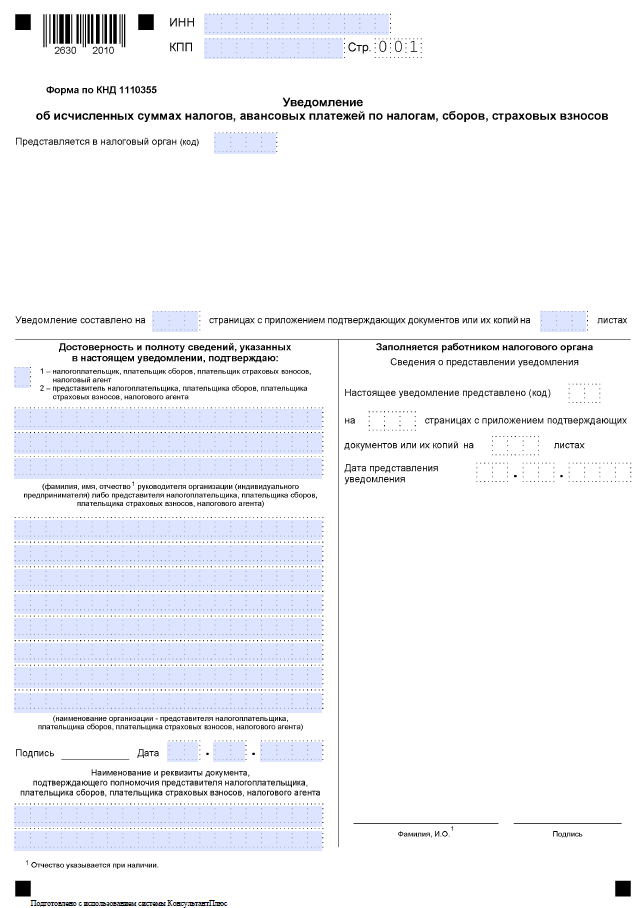 ИНН
КПП Стр. 001
2630 2010
Форма по КНД 1110355
Уведомление
об исчисленных суммах налогов, авансовых платежей по налогам, сборов, страховых взносов
Представляется в налоговый орган (код)
Уведомление составлено на страницах с приложением подтверждающих документов или их копий на листах
Достоверность и полноту сведений, указанных
в настоящем уведомлении, подтверждаю:
1 – налогоплательщик, плательщик сборов, плательщик страховых взносов,
налоговый агент
2 – представитель налогоплательщика, плательщика сборов, плательщика
страховых взносов, налогового агента
(фамилия, имя, отчество1 руководителя организации (индивидуального
предпринимателя) либо представителя налогоплательщика, плательщика сборов,
плательщика страховых взносов, налогового агента)
(наименование организации - представителя налогоплательщика,
плательщика сборов, плательщика страховых взносов, налогового агента)
Подпись Дата . .
Наименование и реквизиты документа,
подтверждающего полномочия представителя налогоплательщика,
плательщика сборов, плательщика страховых взносов, налогового агента
Заполняется работником налогового органа
Сведения о представлении уведомления
Настоящее уведомление представлено (код)
на страницах с приложением подтверждающих
документов или их копий на листах
Дата представления
уведомления . .
Фамилия, И.О.1 Подпись
1 Отчество указывается при наличии.
Подготовлено с использованием системы КонсультантПлюс